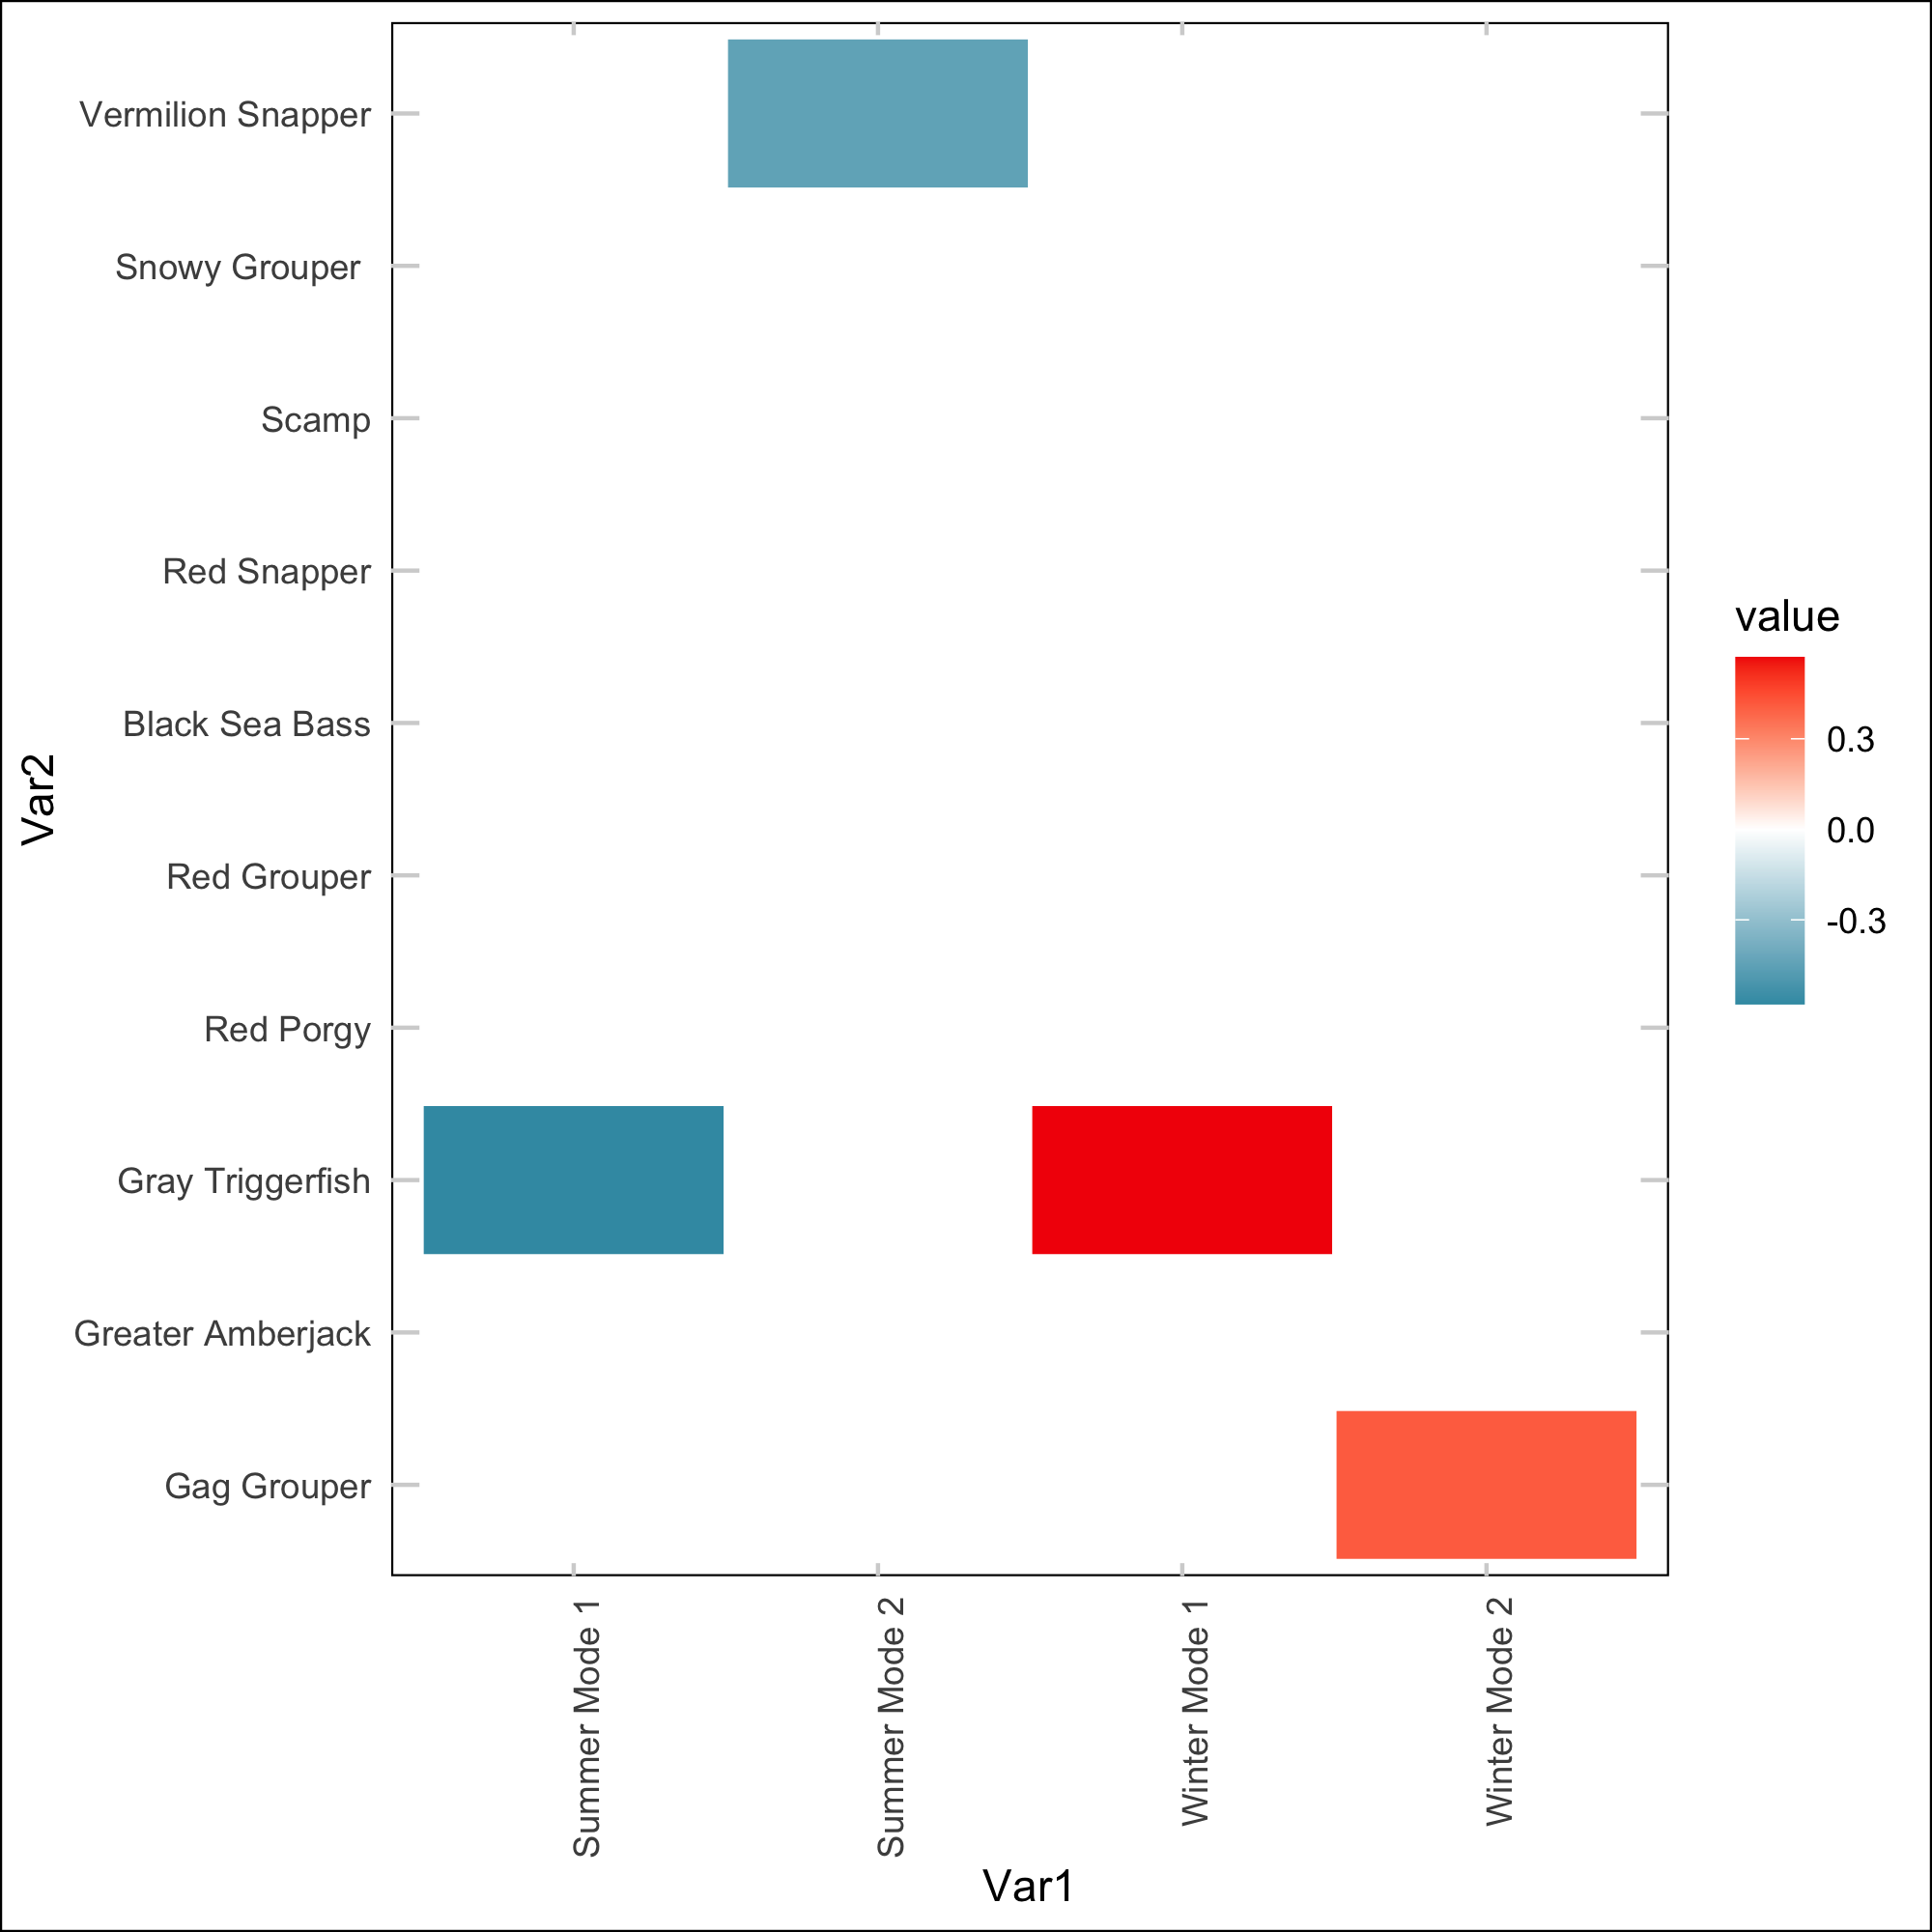 Vermilion Snapper
Snowy Grouper
Scamp
Red Snapper
Black Sea Bass
Red Grouper
Red Porgy
Gray Triggerfish
Greater Amberjack
Gag Grouper
Var2
Summer Mode 1
Summer Mode 2
Winter Mode 1
Winter Mode 2
Var1
value
0.3
0.0
-0.3